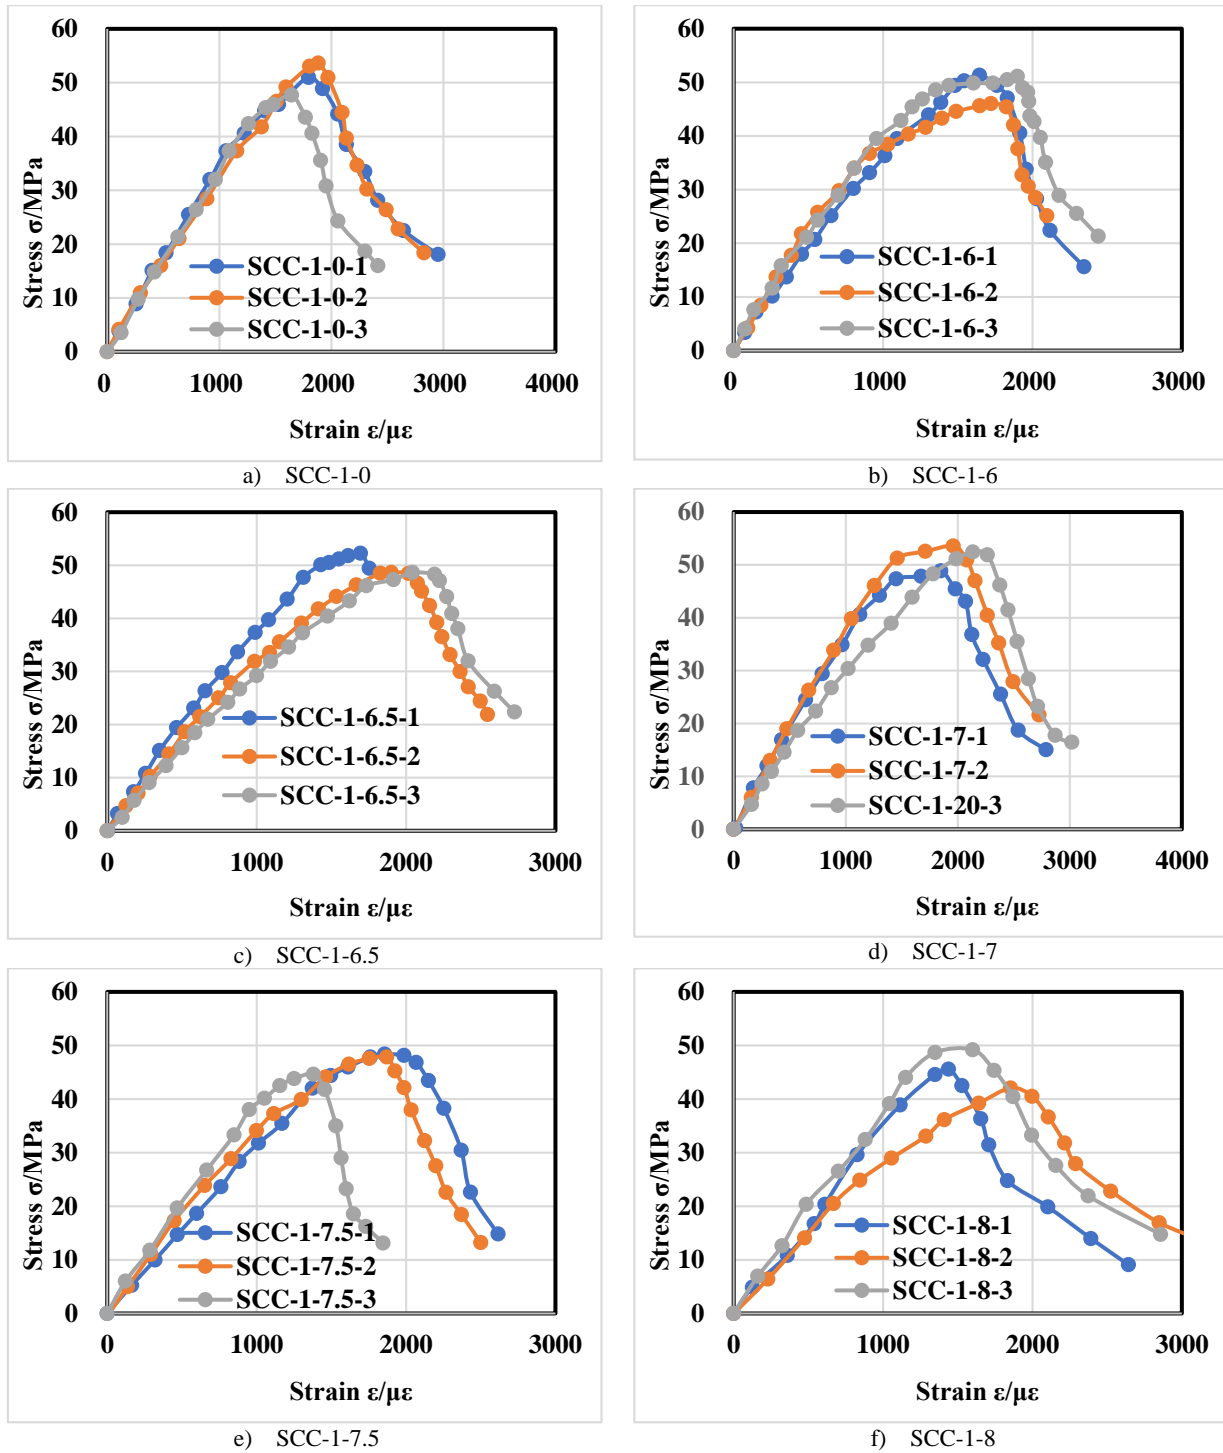 60
50
40
30
20
10
0
Stress σ/MPa
SCC-1-0-1
SCC-1-0-2
SCC-1-0-3
0 1000 2000 3000 4000
Strain ε/με
a) SCC-1-0
60
50
40
30
20
10
0
Stress σ/MPa
SCC-1-6-1
SCC-1-6-2
SCC-1-6-3
0 1000 2000 3000
Strain ε/με
b) SCC-1-6
60
50
40
30
20
10
0
Stress σ/MPa
SCC-1-6.5-1
SCC-1-6.5-2
SCC-1-6.5-3
0 1000 2000 3000
Strain ε/με
c) SCC-1-6.5
60
50
40
30
20
10
0
Stress σ/MPa
SCC-1-7-1
SCC-1-7-2
SCC-1-20-3
0 1000 2000 3000 4000
Strain ε/με
d) SCC-1-7
60
50
40
30
20
10
0
Stress σ/MPa
SCC-1-7.5-1
SCC-1-7.5-2
SCC-1-7.5-3
0 1000 2000 3000
Strain ε/με
e) SCC-1-7.5
60
50
40
30
20
10
0
Stress σ/MPa
SCC-1-8-1
SCC-1-8-2
SCC-1-8-3
0 1000 2000 3000
Strain ε/με
f) SCC-1-8